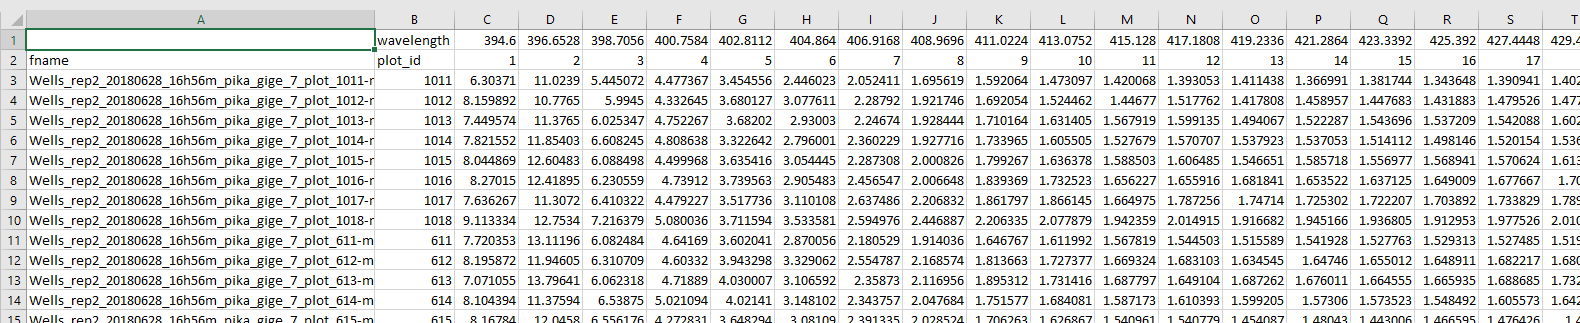 A B C D E F G H I J K L M N O P Q R S T
1 wavelength 394.6 396.6528 398.7056 400.7584 402.8112 404.864 406.9168 408.9696 411.0224 413.0752 415.128 417.1808 419.2336 421.2864 423.3392 425.392 427.4448 429.4
2 fname plot_id 1 2 3 4 5 6 7 8 9 10 11 12 13 14 15 16 17
3 Wells_rep2_20180628_16h56m_pika_gige_7_plot_1011-r 1011 6.30371 11.0239 5.445072 4.477367 3.454556 2.446023 2.052411 1.695619 1.592064 1.473097 1.420068 1.393053 1.411438 1.366991 1.381744 1.343648 1.390941 1.402
4 Wells_rep2_20180628_16h56m_pika_gige_7_plot_1012-r 1012 8.159892 10.7765 5.9945 4.332645 3.680127 3.077611 2.28792 1.921746 1.692054 1.524462 1.44677 1.517762 1.417808 1.458957 1.447683 1.431883 1.479526 1.477
5 Wells_rep2_20180628_16h56m_pika_gige_7_plot_1013-r 1013 7.449574 11.3765 6.025347 4.752267 3.68202 2.93003 2.24674 1.928444 1.710164 1.631405 1.567919 1.599135 1.494067 1.522287 1.543696 1.537209 1.542088 1.602
6 Wells_rep2_20180628_16h56m_pika_gige_7_plot_1014-r 1014 7.821552 11.85403 6.608245 4.808638 3.322642 2.796001 2.360229 1.927716 1.733965 1.605505 1.527679 1.570707 1.537923 1.537053 1.514112 1.498146 1.520154 1.536
7 Wells_rep2_20180628_16h56m_pika_gige_7_plot_1015-r 1015 8.044869 12.60483 6.088498 4.499968 3.635416 3.054445 2.287308 2.000826 1.799267 1.636378 1.588503 1.606485 1.546651 1.585718 1.556977 1.568941 1.570624 1.613
8 Wells_rep2_20180628_16h56m_pika_gige_7_plot_1016-r 1016 8.27015 12.41895 6.230559 4.73912 3.739563 2.905483 2.456547 2.006648 1.839369 1.732523 1.656227 1.655916 1.681841 1.653522 1.637125 1.649009 1.677667 1.70
9 Wells_rep2_20180628_16h56m_pika_gige_7_plot_1017-r 1017 7.636267 11.3072 6.410322 4.479227 3.517736 3.110108 2.637486 2.206832 1.861797 1.866145 1.664975 1.787256 1.74714 1.725302 1.722207 1.703892 1.733829 1.789
10 Wells_rep2_20180628_16h56m_pika_gige_7_plot_1018-r 1018 9.113334 12.7534 7.216379 5.080036 3.711594 3.533581 2.594976 2.446887 2.206335 2.077879 1.942359 2.014915 1.916682 1.945166 1.936805 1.912953 1.977526 2.010
11 Wells_rep2_20180628_16h56m_pika_gige_7_plot_611-m 611 7.720353 13.11196 6.082484 4.64169 3.602041 2.870056 2.180529 1.914036 1.646767 1.611992 1.567819 1.544503 1.515589 1.541928 1.527763 1.529313 1.527485 1.519
12 Wells_rep2_20180628_16h56m_pika_gige_7_plot_612-m 612 8.195872 11.94605 6.310709 4.60332 3.943298 3.329062 2.554787 2.168574 1.813663 1.727377 1.669324 1.683103 1.634545 1.64746 1.655012 1.648911 1.682217 1.680
13 Wells_rep2_20180628_16h56m_pika_gige_7_plot_613-m 613 7.071055 13.79641 6.062318 4.71889 4.030007 3.106592 2.35873 2.112356 1.895312 1.731416 1.687797 1.649104 1.687262 1.676011 1.664555 1.665935 1.688685 1.732
14 Wells_rep2_20180628_16h56m_pika_gige_7_plot_614-m 614 8.104394 11.37594 6.53875 5.021094 4.02141 3.148102 2.343757 2.047684 1.751577 1.684081 1.587173 1.610393 1.599205 1.57306 1.573523 1.548492 1.605573 1.642
15 Wells_rep2_20180628_16h56m_pika_gige_7_plot_615-m 615 8.16784 12.0458 6.556176 4.272831 3.648294 3.08109 2.391335 2.028524 1.706263 1.626867 1.540961 1.540779 1.454087 1.48043 1.443006 1.466595 1.476426